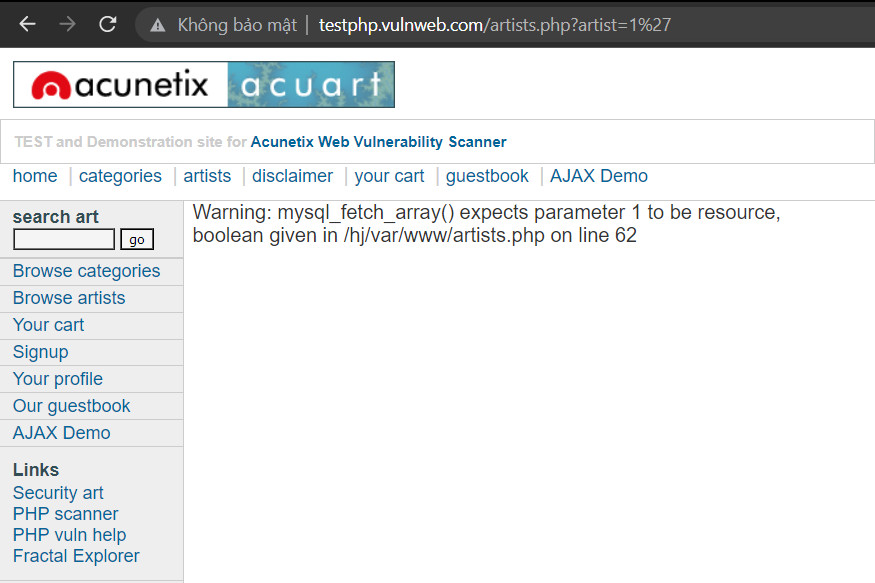 Không bảo mật | testphp.vulnweb.com/artists.php?artist=1%27
acunetix acuart
TEST and Demonstration site for Acunetix Web Vulnerability Scanner
home | categories | artists | disclaimer | your cart | guestbook | AJAX Demo
search art
go
Browse categories
Browse artists
Your cart
Signup
Your profile
Our guestbook
AJAX Demo
Links
Security art
PHP scanner
PHP vuln help
Fractal Explorer
Warning: mysql_fetch_array() expects parameter 1 to be resource,
boolean given in /hj/var/www/artists.php on line 62